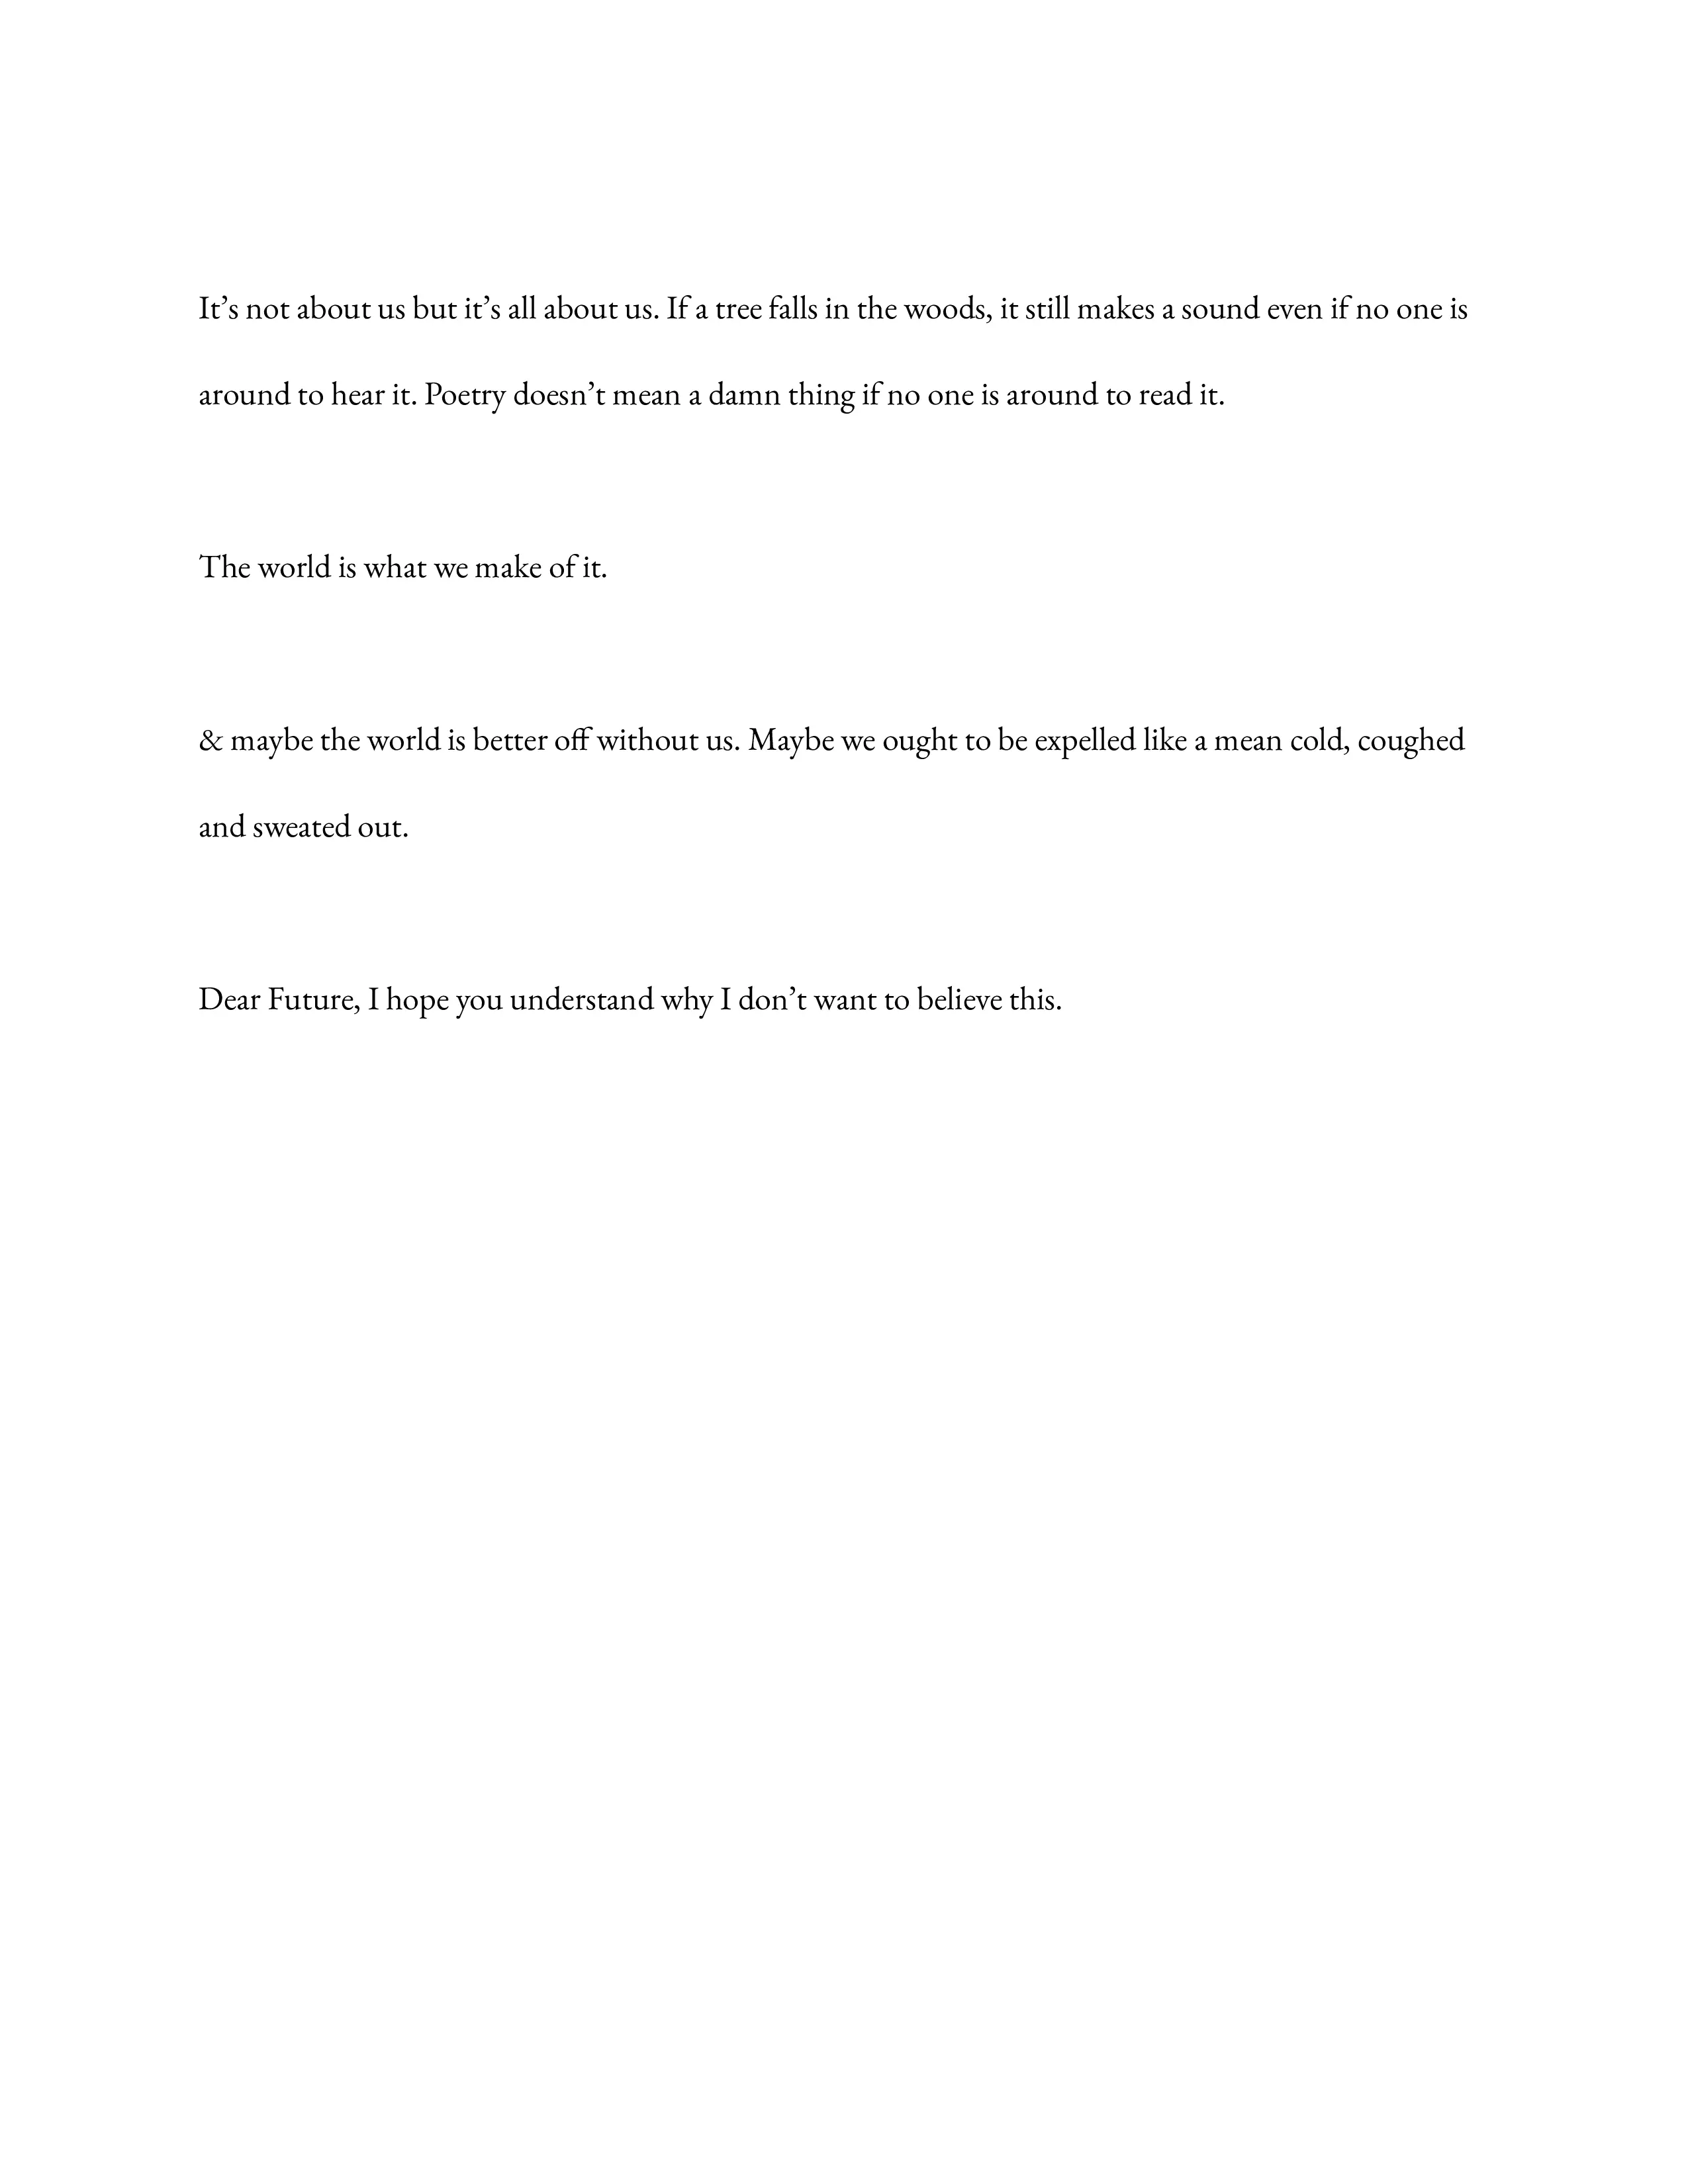 It’s not about us but it’s all about us. If a tree falls in the woods, it still makes a sound even if no one is
around to hear it. Poetry doesn’t mean a damn thing if no one is around to read it.
The world is what we make of it.
& maybe the world is better off without us. Maybe we ought to be expelled like a mean cold, coughed
and sweated out.
Dear Future, I hope you understand why I don’t want to believe this.